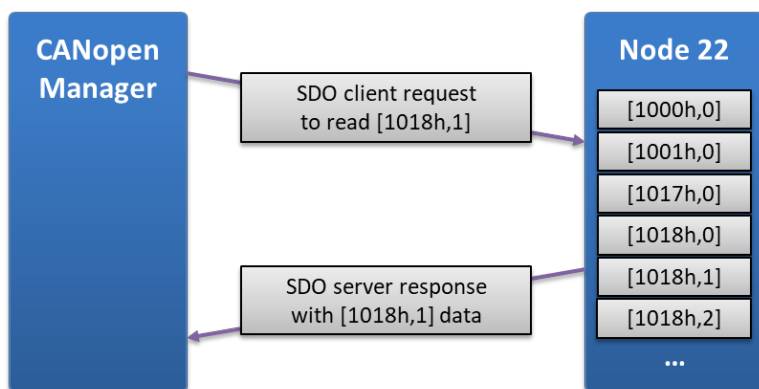 CANopen
Manager
SDO client request
to read [1018h,1]
SDO server response
with [1018h,1] data
Node 22
[1000h,0]
[1001h,0]
[1017h,0]
[1018h,0]
[1018h,1]
[1018h,2]
...